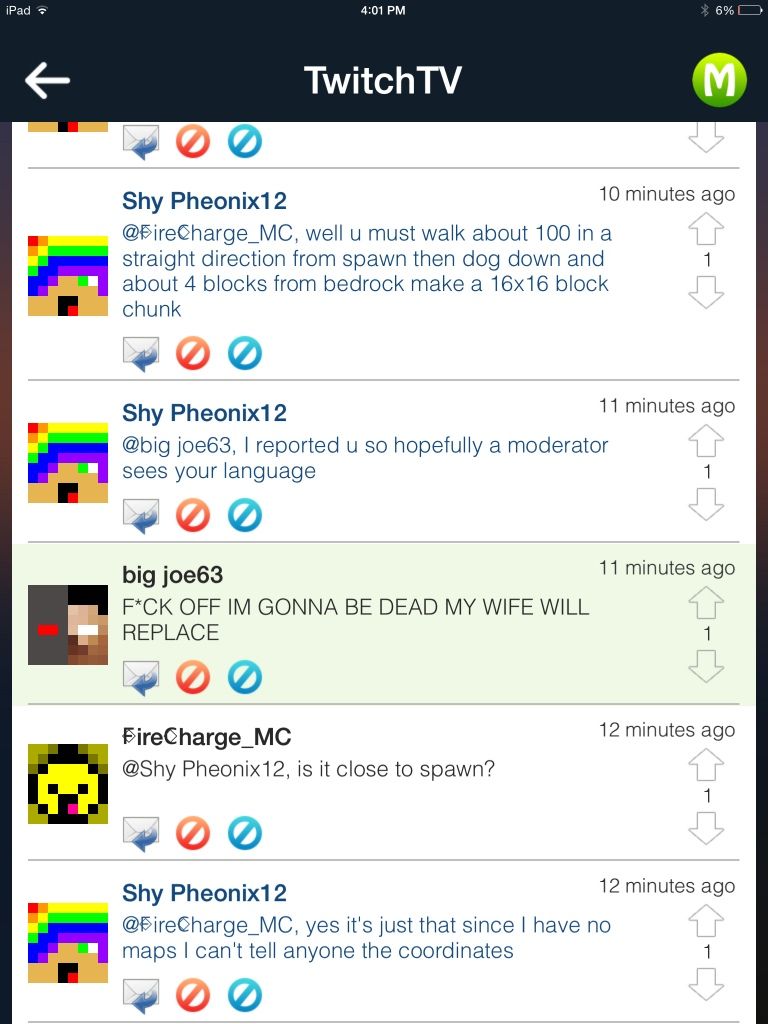 iPad 4:01 PM 6%
TwitchTV
M
Shy Pheonix12 10 minutes ago
@FireCharge_MC, well u must walk about 100 in a
straight direction from spawn then dog down and
about 4 blocks from bedrock make a 16x16 block
chunk
1
Shy Pheonix12 11 minutes ago
@big joe63, I reported u so hopefully a moderator
sees your language
1
big joe63 11 minutes ago
F*CK OFF IM GONNA BE DEAD MY WIFE WILL
REPLACE
1
FireCharge_MC 12 minutes ago
@Shy Pheonix12, is it close to spawn?
1
Shy Pheonix12 12 minutes ago
@FireCharge_MC, yes it's just that since I have no
maps I can't tell anyone the coordinates
1